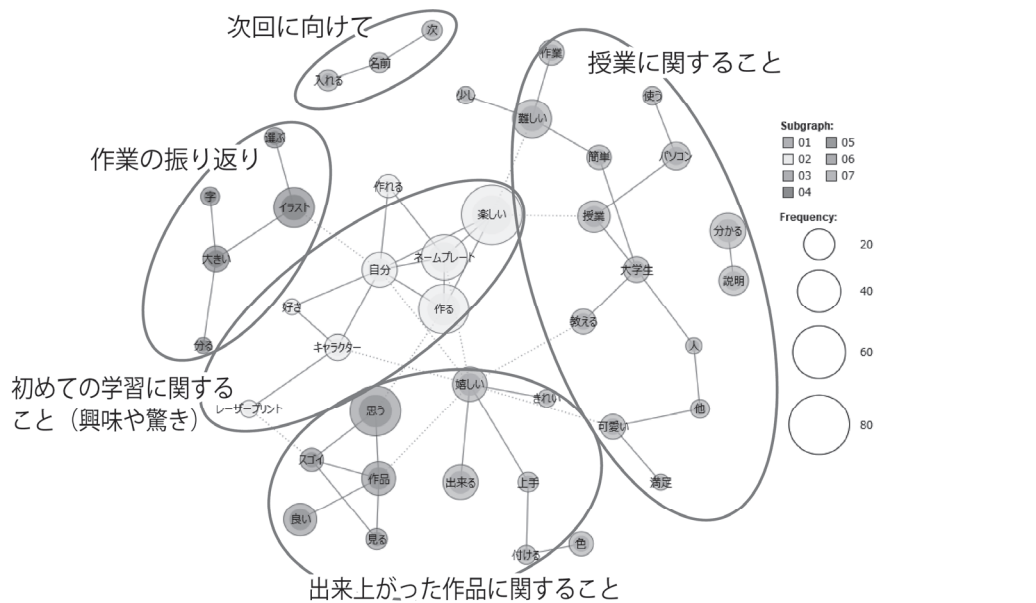 次回に向けて
次
名前
入れる
作業
授業に関すること
少し
使う
難しい
簡単
パソコン
Subgraph:
01 05
02 06
03 07
04
作業の振り返り
選ぶ
字
イラスト
大きい
分る
作れる
楽しい
自分
ネームプレート
好き
作る
キャラクター
レーザープリント
授業
分かる
説明
大学生
教える
人
他
可愛い
満足
Frequency:
20
40
60
80
初めての学習に関する
こと（興味や驚き）
嬉しい
きれい
思う
スゴイ
作品
出来る
上手
良い
見る
付ける
色
出来上がった作品に関すること